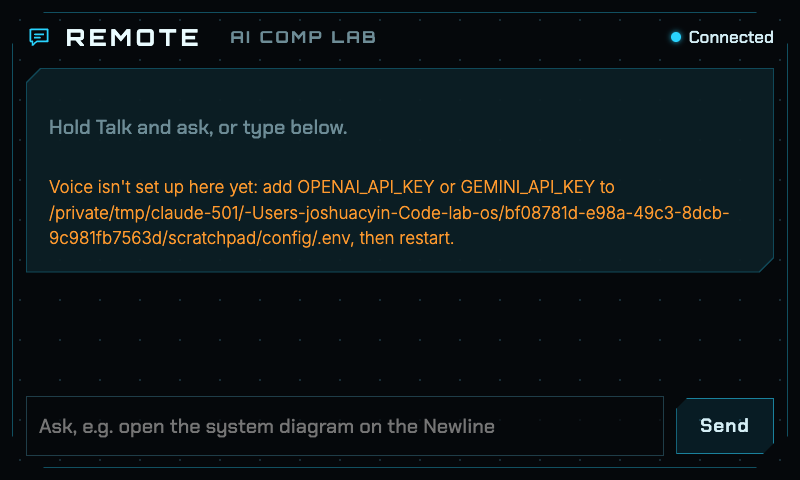 REMOTE AI COMP LAB Connected
Hold Talk and ask, or type below.
Voice isn't set up here yet: add OPENAI_API_KEY or GEMINI_API_KEY to
/private/tmp/claude-501/-Users-joshuacyin-Code-lab-os/bf08781d-e98a-49c3-8dcb-
9c981fb7563d/scratchpad/config/.env, then restart.
Ask, e.g. open the system diagram on the Newline Send